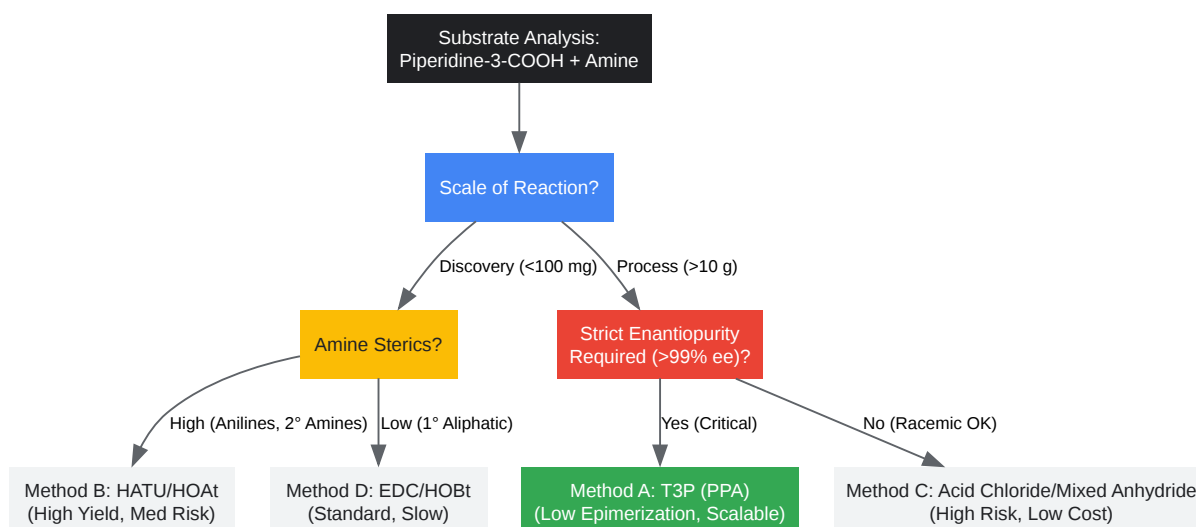 Substrate Analysis:
Piperidine-3-COOH + Amine
Scale of Reaction?
Discovery (<100 mg)
Process (>10 g)
Amine Sterics?
Strict Enantiopurity
Required (>99% ee)?
High (Anilines, 2° Amines)
Low (1° Aliphatic)
Yes (Critical)
No (Racemic OK)
Method B: HATU/HOAt
(High Yield, Med Risk)
Method D: EDC/HOBt
(Standard, Slow)
Method A: T3P (PPA)
(Low Epimerization, Scalable)
Method C: Acid Chloride/Mixed Anhydride
(High Risk, Low Cost)